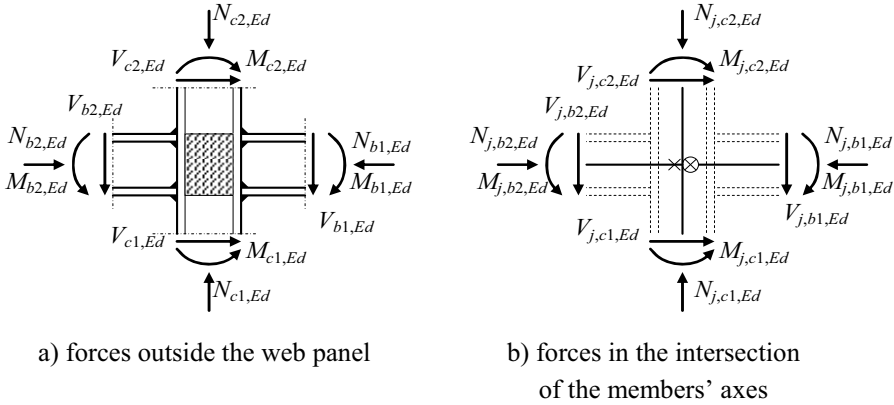 N_{c2,Ed}
V_{c2,Ed} M_{c2,Ed}
V_{b2,Ed}
N_{b2,Ed} N_{b1,Ed}
M_{b2,Ed} M_{b1,Ed}
V_{b1,Ed}
V_{c1,Ed} M_{c1,Ed}
N_{c1,Ed}
a) forces outside the web panel
N_{j,c2,Ed}
V_{j,c2,Ed} M_{j,c2,Ed}
V_{j,b2,Ed}
N_{j,b2,Ed} N_{j,b1,Ed}
M_{j,b2,Ed} M_{j,b1,Ed}
V_{j,b1,Ed}
V_{j,c1,Ed} M_{j,c1,Ed}
N_{j,c1,Ed}
b) forces in the intersection
of the members’ axes